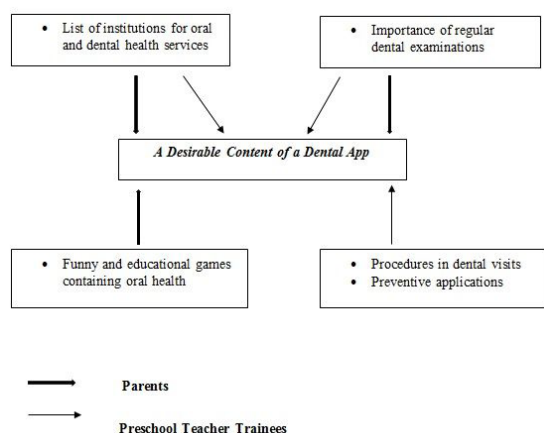 • List of institutions for oral
and dental health services
• Importance of regular
dental examinations
A Desirable Content of a Dental App
• Funny and educational games
containing oral health
• Procedures in dental visits
• Preventive applications
Parents
Preschool Teacher Trainees